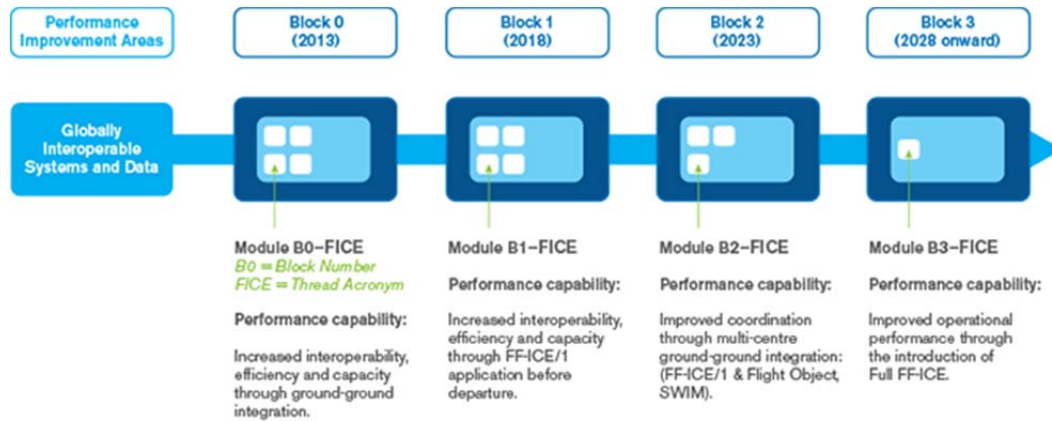 Performance
Improvement Areas
Block 0
(2013)
Block 1
(2018)
Block 2
(2023)
Block 3
(2028 onward)
Globally
Interoperable
Systems and Data
Module B0–FICE
B0 = Block Number
FICE = Thread Acronym
Performance capability:
Increased interoperability,
efficiency and capacity
through ground-ground
integration.
Module B1–FICE
Performance capability:
Increased interoperability,
efficiency and capacity
through FF-ICE/1
application before
departure.
Module B2–FICE
Performance capability:
Improved coordination
through multi-centre
ground-ground integration:
(FF-ICE/1 & Flight Object,
SWIM).
Module B3–FICE
Performance capability:
Improved operational
performance through
the introduction of
Full FF-ICE.